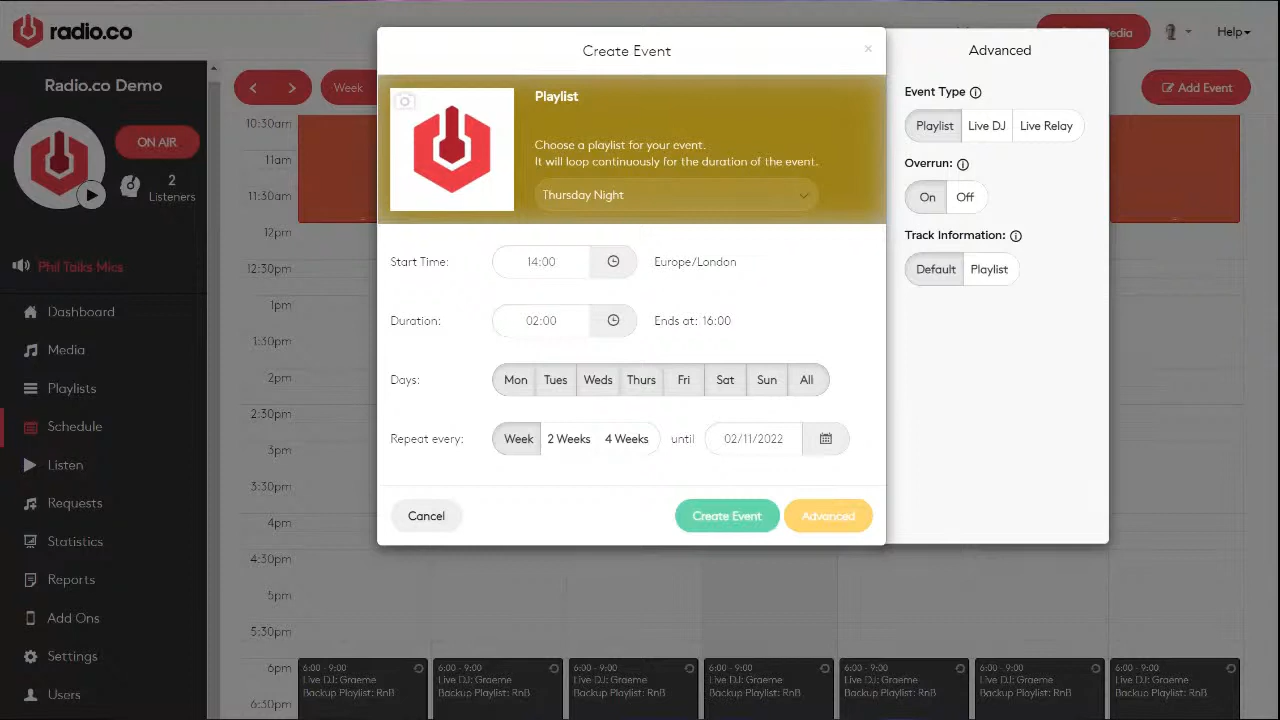 radio.co
Radio.co Demo
ON AIR
2
Listeners
Phil Talks Mics
Dashboard
Media
Playlists
Schedule
Listen
Requests
Statistics
Reports
Add Ons
Settings
Users
Week
edia
Help
Add Event
10:30am
11am
11:30am
12pm
12:30pm
1pm
1:30pm
2pm
2:30pm
3pm
3:30pm
4pm
4:30pm
5pm
5:30pm
6pm
6:30pm
Create Event
×
Playlist
Choose a playlist for your event.
It will loop continuously for the duration of the event.
Thursday Night
Start Time: 14:00 Europe/London
Duration: 02:00 Ends at: 16:00
Days: Mon Tues Weds Thurs Fri Sat Sun All
Repeat every: Week 2 Weeks 4 Weeks until 02/11/2022
Cancel Create Event Advanced
Advanced
Event Type
Playlist Live DJ Live Relay
Overrun:
On Off
Track Information:
Default Playlist
6:00 - 9:00
Live DJ: Graeme
Backup Playlist: RnB
6:00 - 9:00
Live DJ: Graeme
Backup Playlist: RnB
6:00 - 9:00
Live DJ: Graeme
Backup Playlist: RnB
6:00 - 9:00
Live DJ: Graeme
Backup Playlist: RnB
6:00 - 9:00
Live DJ: Graeme
Backup Playlist: RnB
6:00 - 9:00
Live DJ: Graeme
Backup Playlist: RnB
6:00 - 9:00
Live DJ: Graeme
Backup Playlist: RnB